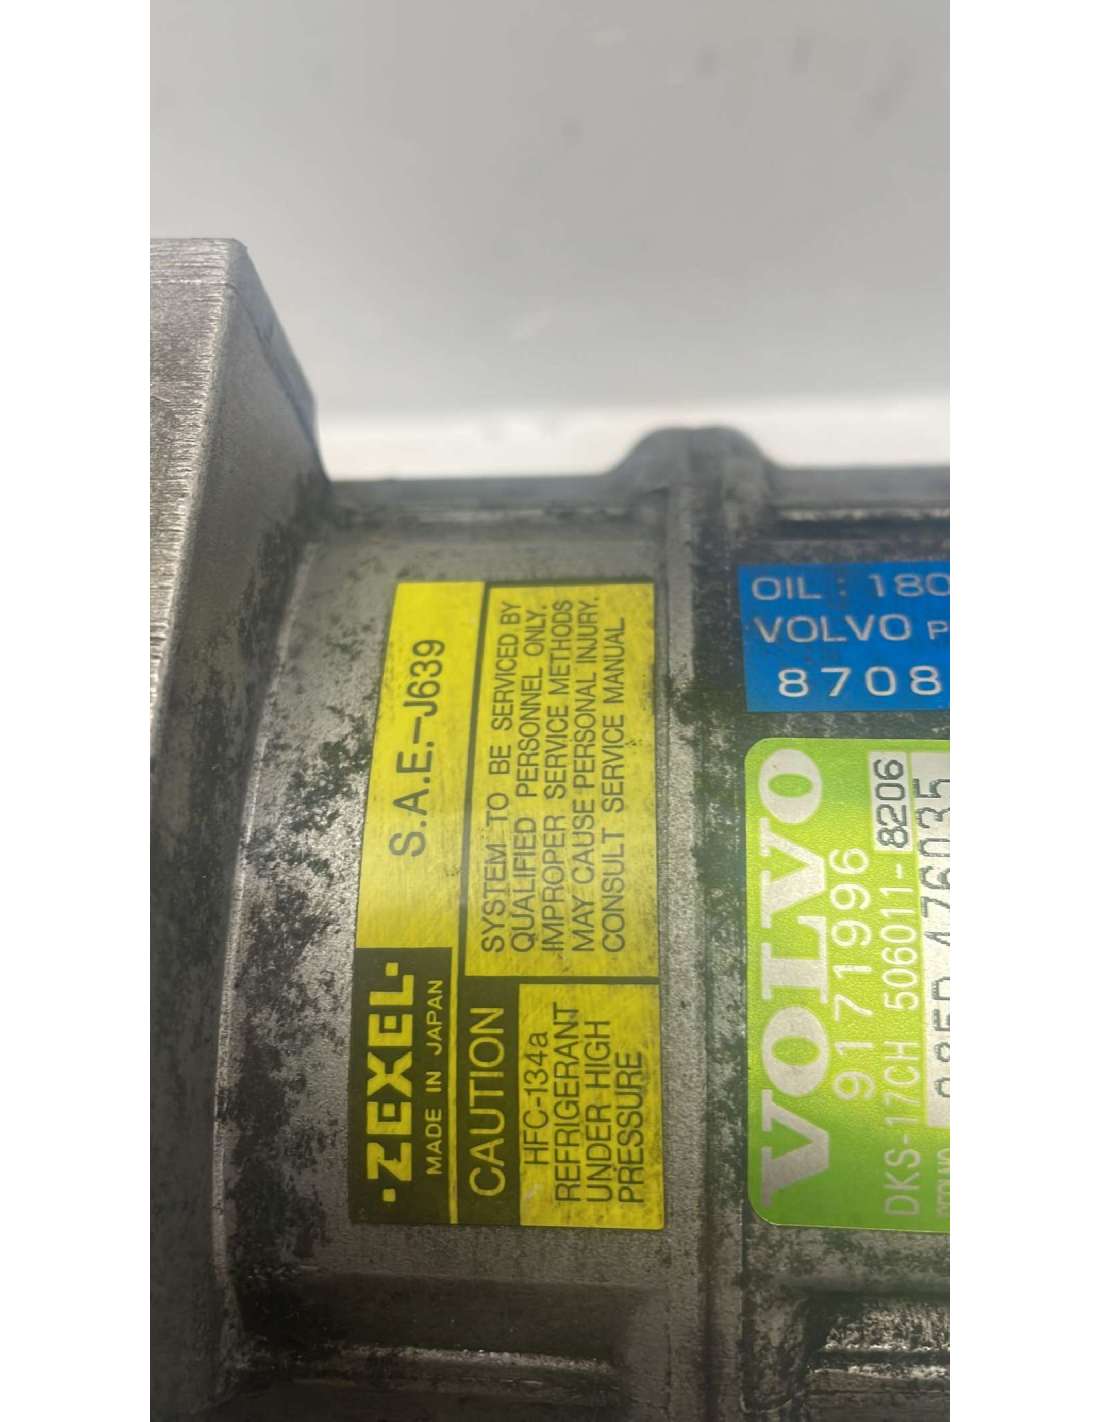 ·ZEXEL·
MADE IN JAPAN
S.A.E.-J639
CAUTION
HFC-134a
REFRIGERANT
UNDER HIGH
PRESSURE
SYSTEM TO BE SERVICED BY
QUALIFIED PERSONNEL ONLY.
IMPROPER SERVICE METHODS
MAY CAUSE PERSONAL INJURY.
CONSULT SERVICE MANUAL
OIL : 180
VOLVO P
8708
VOLVO
9171996
DKS-17CH 506011-8206
476035